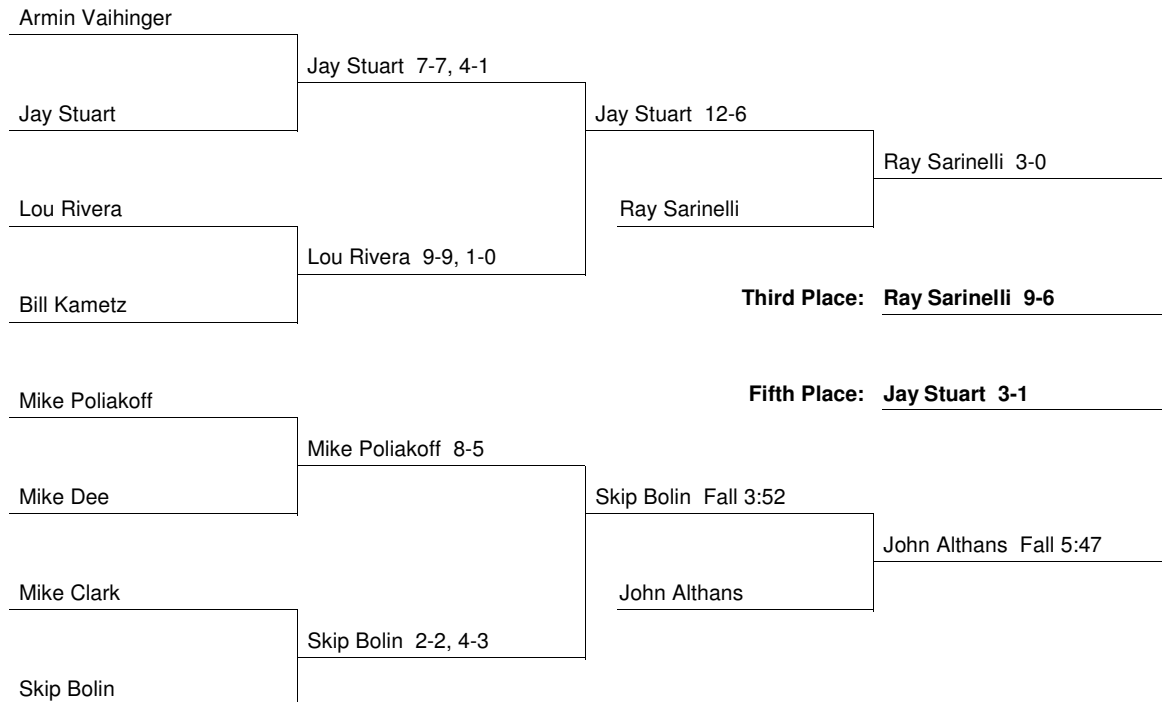 Armin Vaihinger
Jay Stuart 7-7, 4-1
Jay Stuart
Jay Stuart 12-6
Ray Sarinelli 3-0
Lou Rivera
Ray Sarinelli
Lou Rivera 9-9, 1-0
Bill Kametz
Third Place: Ray Sarinelli 9-6
Mike Poliakoff
Fifth Place: Jay Stuart 3-1
Mike Poliakoff 8-5
Mike Dee
Skip Bolin Fall 3:52
John Althans Fall 5:47
Mike Clark
John Althans
Skip Bolin 2-2, 4-3
Skip Bolin